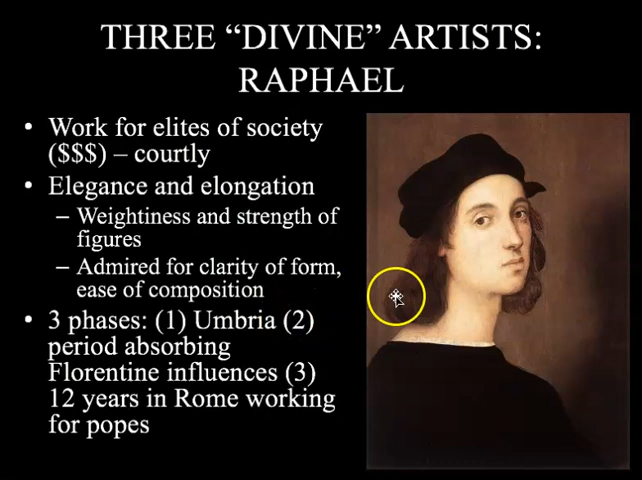 THREE “DIVINE” ARTISTS:
RAPHAEL
• Work for elites of society
($$$) – courtly
• Elegance and elongation
– Weightiness and strength of
figures
– Admired for clarity of form,
ease of composition
• 3 phases: (1) Umbria (2)
period absorbing
Florentine influences (3)
12 years in Rome working
for popes